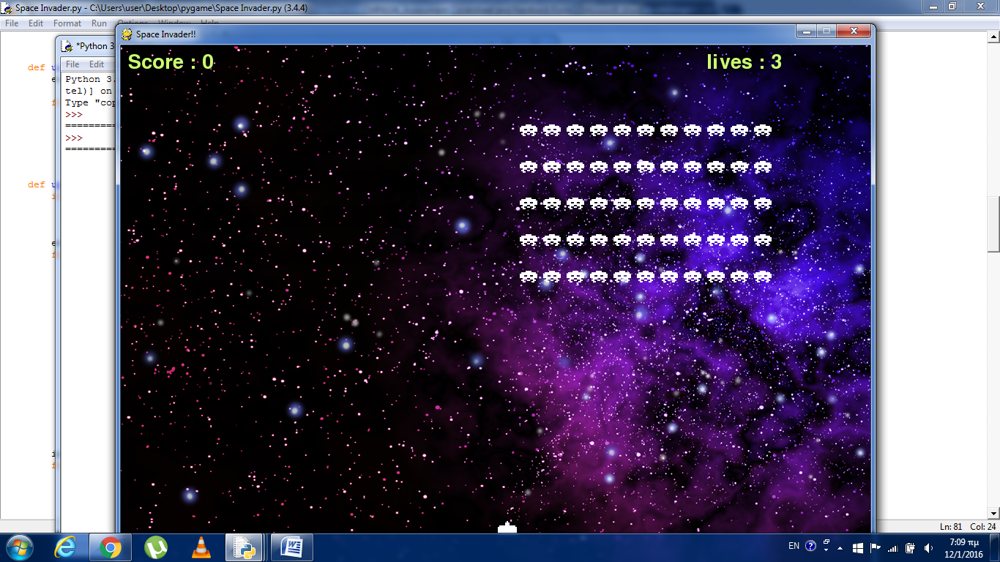 Space Invader.py - C:\Users\user\Desktop\pygame\Space Invader.py (3.4.4)
File Edit Format Run Options Window Help
Space Invader!!
*Python 3
File Edit
Score : 0
lives : 3
def u
e
f
Python 3.
tel)] on
Type "cop
>>>
==========
>>>
==========
def u
i
e
f
i
f
Ln: 81 Col: 24
EN
7:09 πμ
12/1/2016